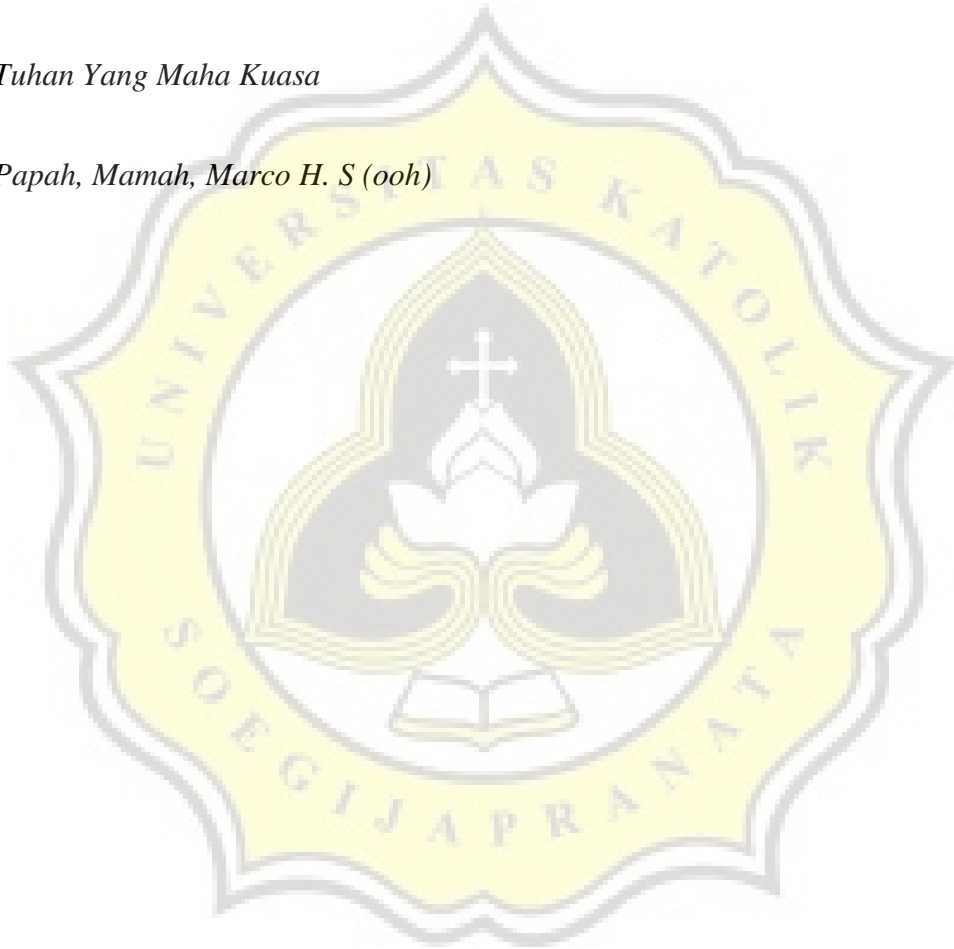 Tuhan Yang Maha Kuasa
Papah, Mamah, Marco H. S (ooh)
UNIVERSITAS KATOLIK
SOEGIJAPRANATA